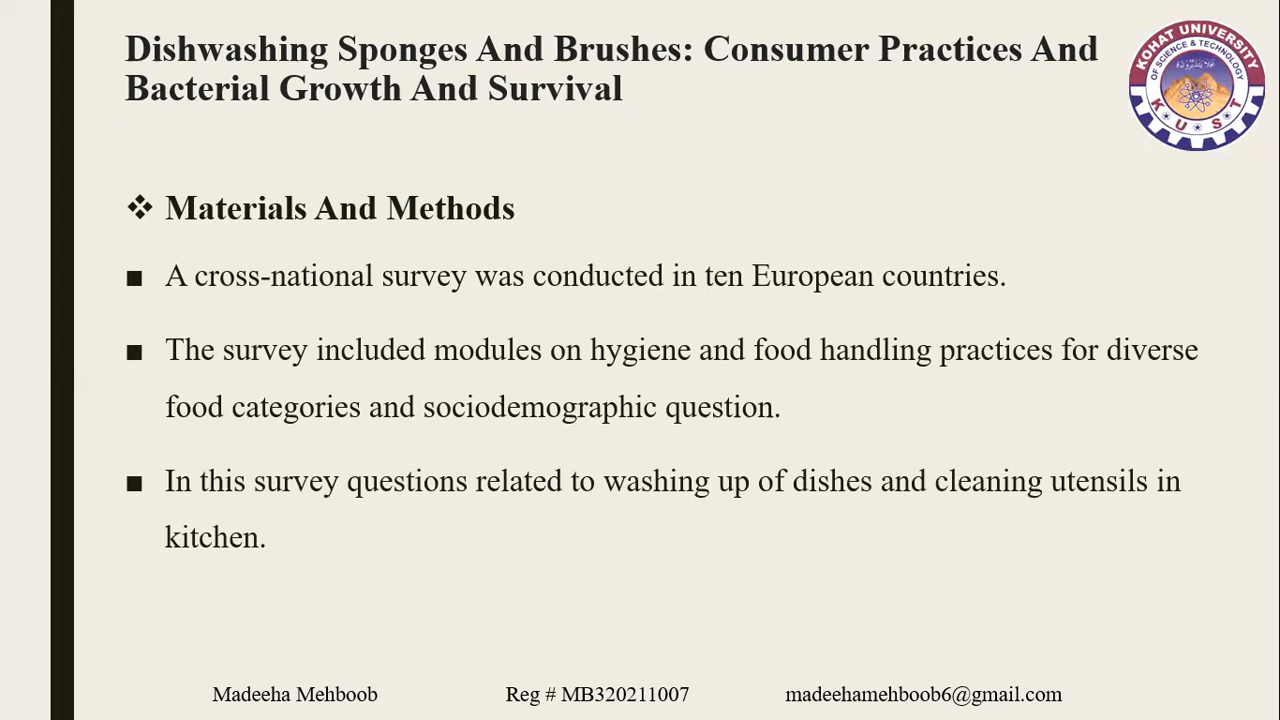 Dishwashing Sponges And Brushes: Consumer Practices And
Bacterial Growth And Survival
KOHAT UNIVERSITY
OF SCIENCE & TECHNOLOGY
K U S T
❖ Materials And Methods
■ A cross-national survey was conducted in ten European countries.
■ The survey included modules on hygiene and food handling practices for diverse
food categories and sociodemographic question.
■ In this survey questions related to washing up of dishes and cleaning utensils in
kitchen.
Madeeha Mehboob Reg # MB320211007 madeehamehboob6@gmail.com